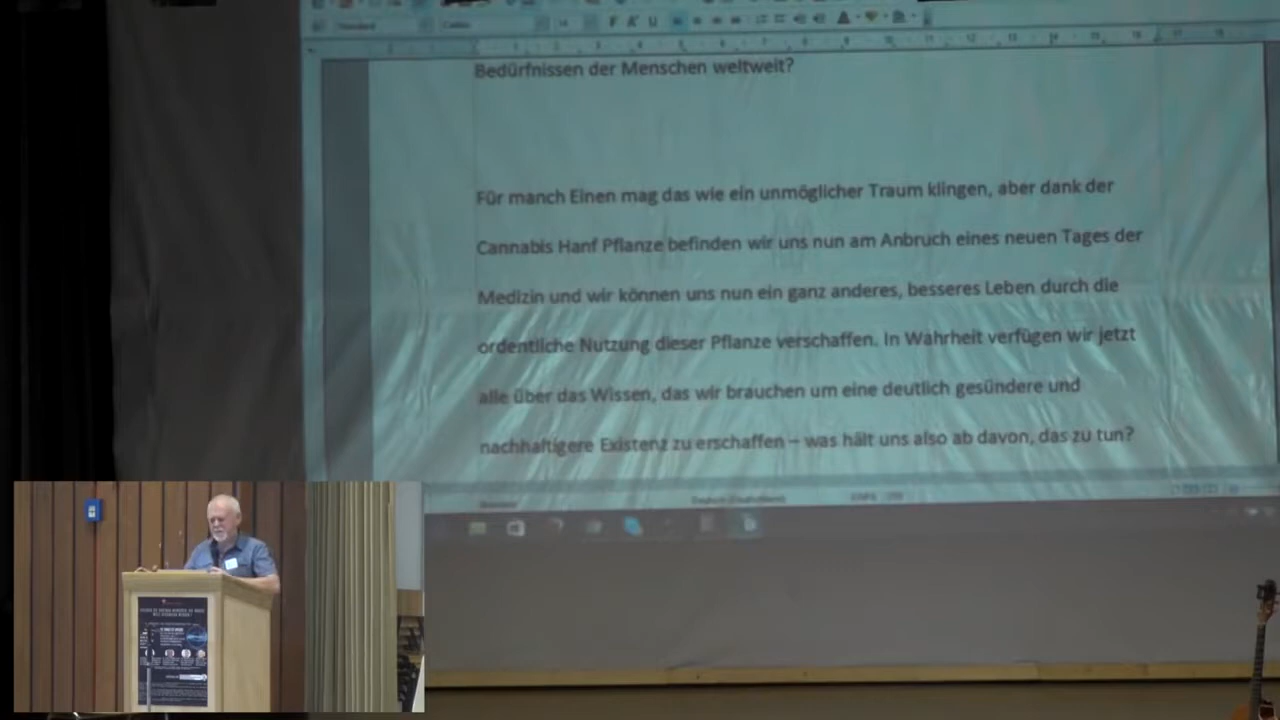 Bedürfnissen der Menschen weltweit?
Für manch Einen mag das wie ein unmöglicher Traum klingen, aber dank der
Cannabis Hanf Pflanze befinden wir uns nun am Anbruch eines neuen Tages der
Medizin und wir können uns nun ein ganz anderes, besseres Leben durch die
ordentliche Nutzung dieser Pflanze verschaffen. In Wahrheit verfügen wir jetzt
alle über das Wissen, das wir brauchen um eine deutlich gesündere und
nachhaltigere Existenz zu erschaffen – was hält uns also ab davon, das zu tun?